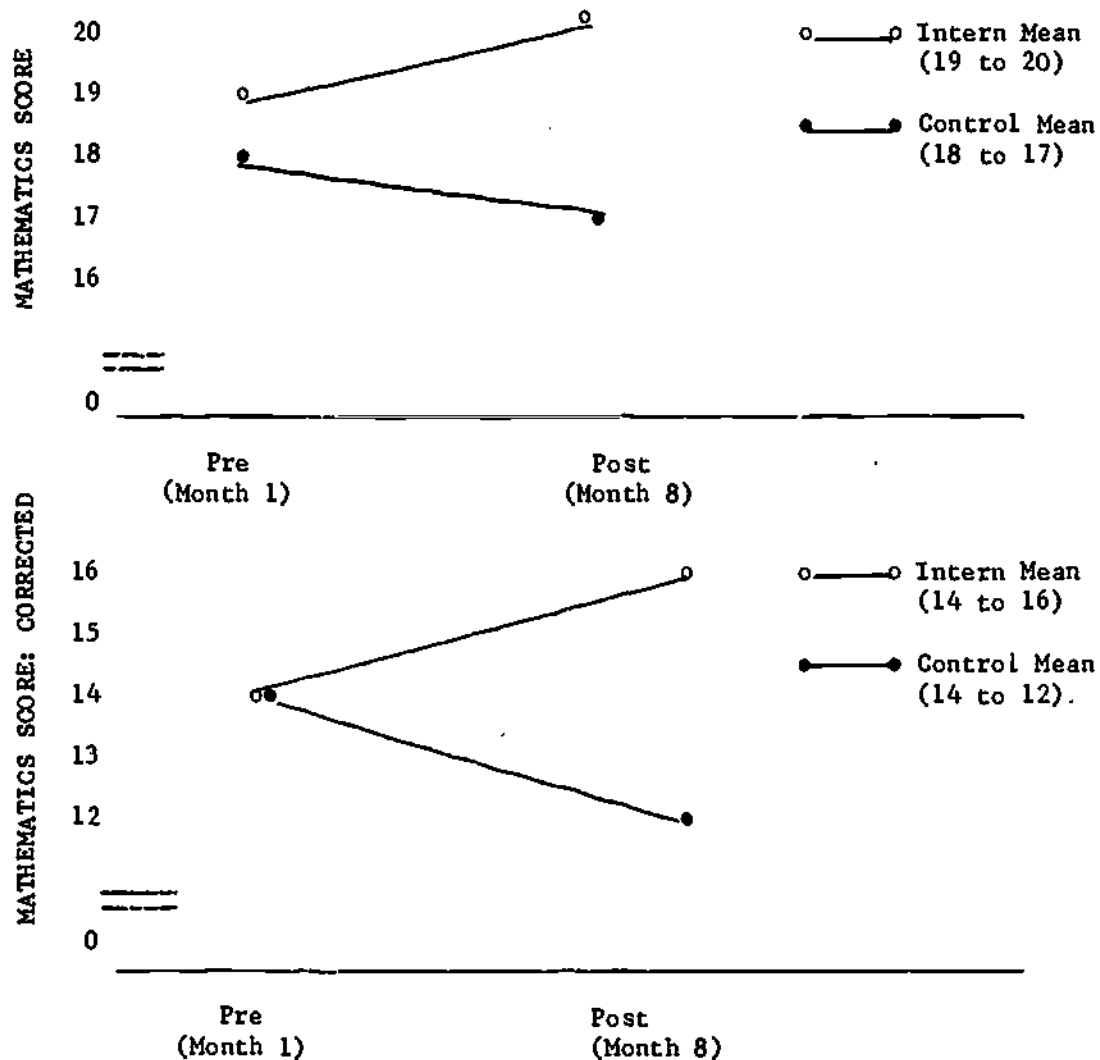 MATHEMATICS SCORE
20
19
18
17
16
0
Intern Mean
(19 to 20)
Control Mean
(18 to 17)
Pre
(Month 1)
Post
(Month 8)
MATHEMATICS SCORE: CORRECTED
16
15
14
13
12
0
Intern Mean
(14 to 16)
Control Mean
(14 to 12).
Pre
(Month 1)
Post
(Month 8)